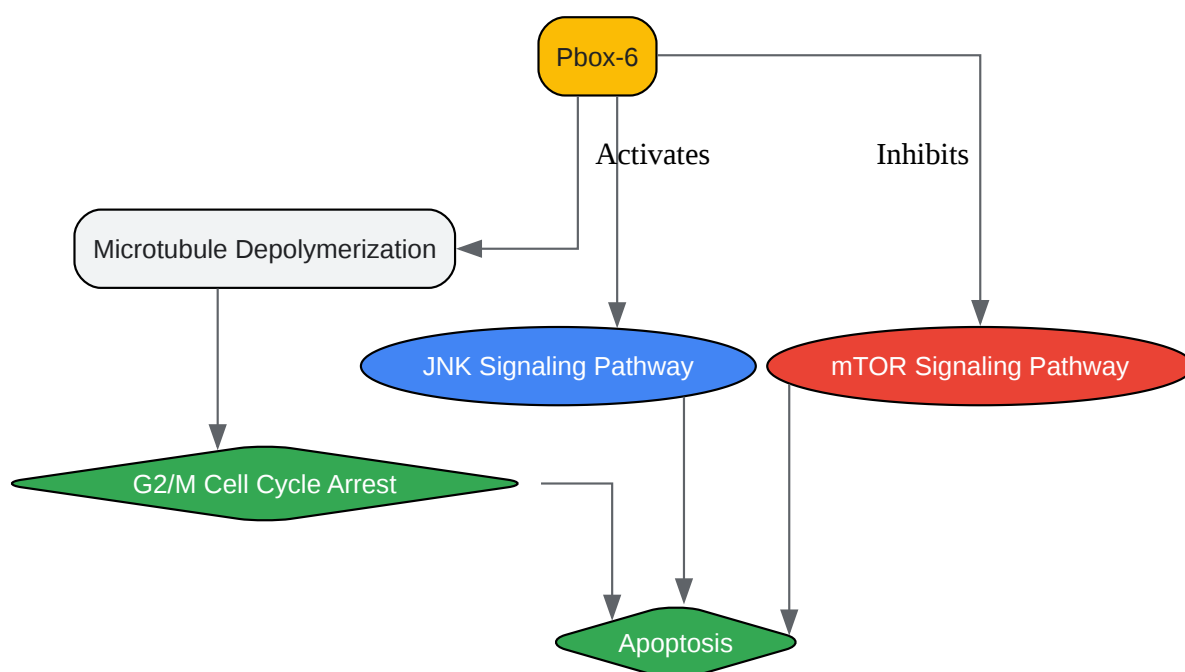 Pbox-6
Activates
Inhibits
Microtubule Depolymerization
JNK Signaling Pathway
mTOR Signaling Pathway
G2/M Cell Cycle Arrest
Apoptosis